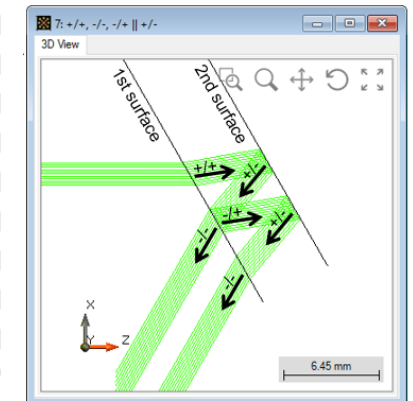 7: +/+, -/-, -/+ || +/-
3D View
1st surface
2nd surface
+/+
+/-
-/+
+/-
-/-
-/-
X
Y
Z
6.45 mm